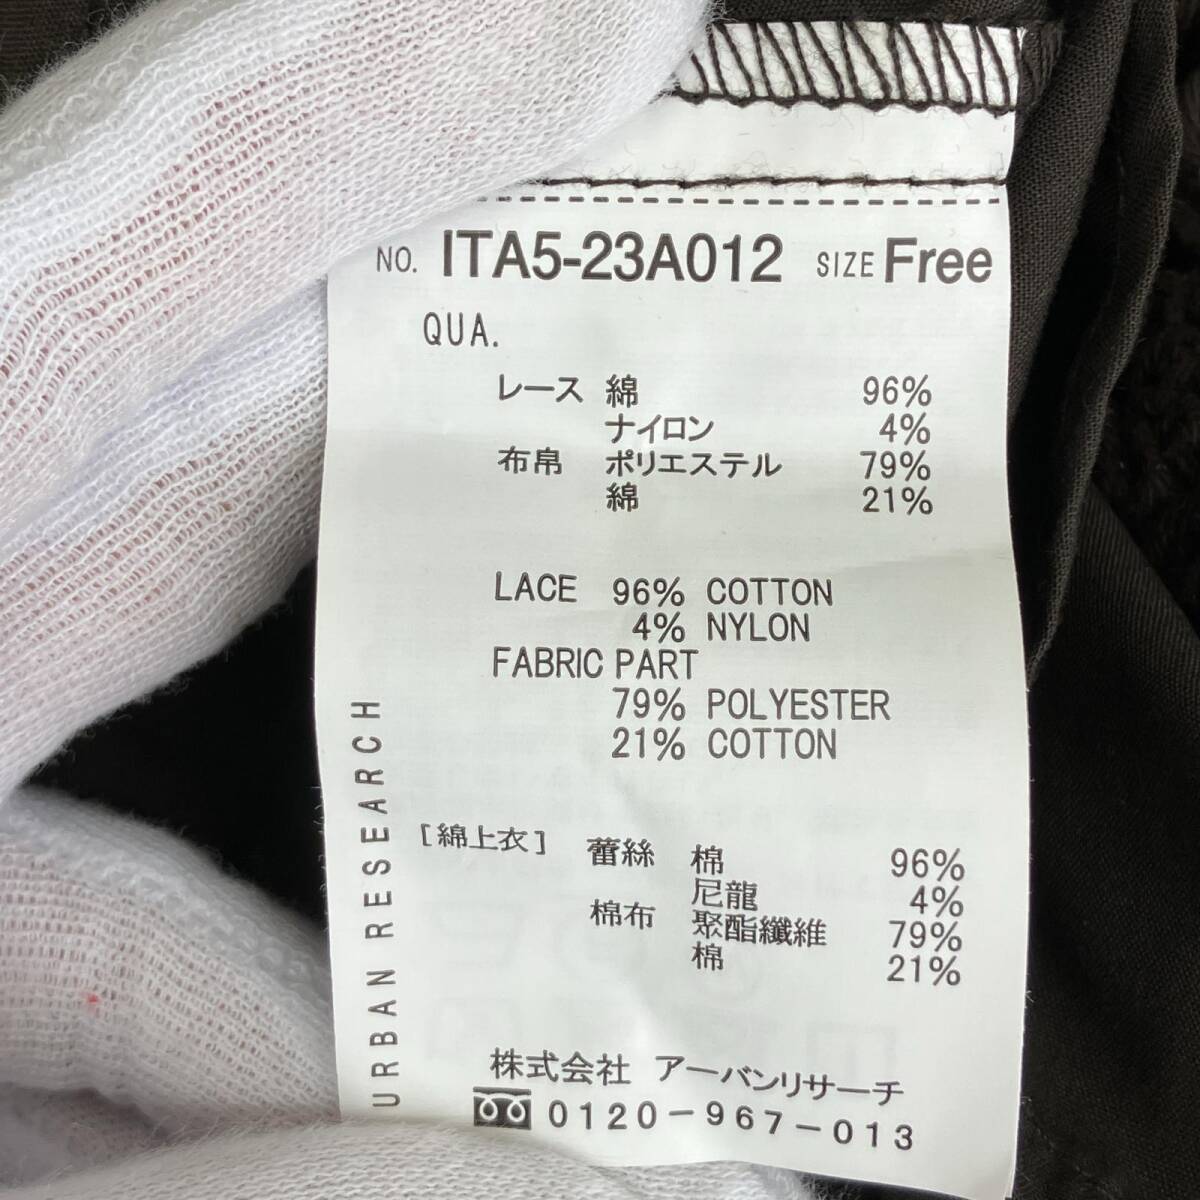 NO. ITA5-23A012 SIZE Free
QUA.
レース 綿 96%
ナイロン 4%
布帛 ポリエステル 79%
綿 21%
LACE 96% COTTON
4% NYLON
FABRIC PART
79% POLYESTER
21% COTTON
[綿上衣] 蕾絲 棉 96%
尼龍 4%
棉布 聚酯纖維 79%
棉 21%
URBAN RESEARCH
株式会社 アーバンリサーチ
0120-967-013